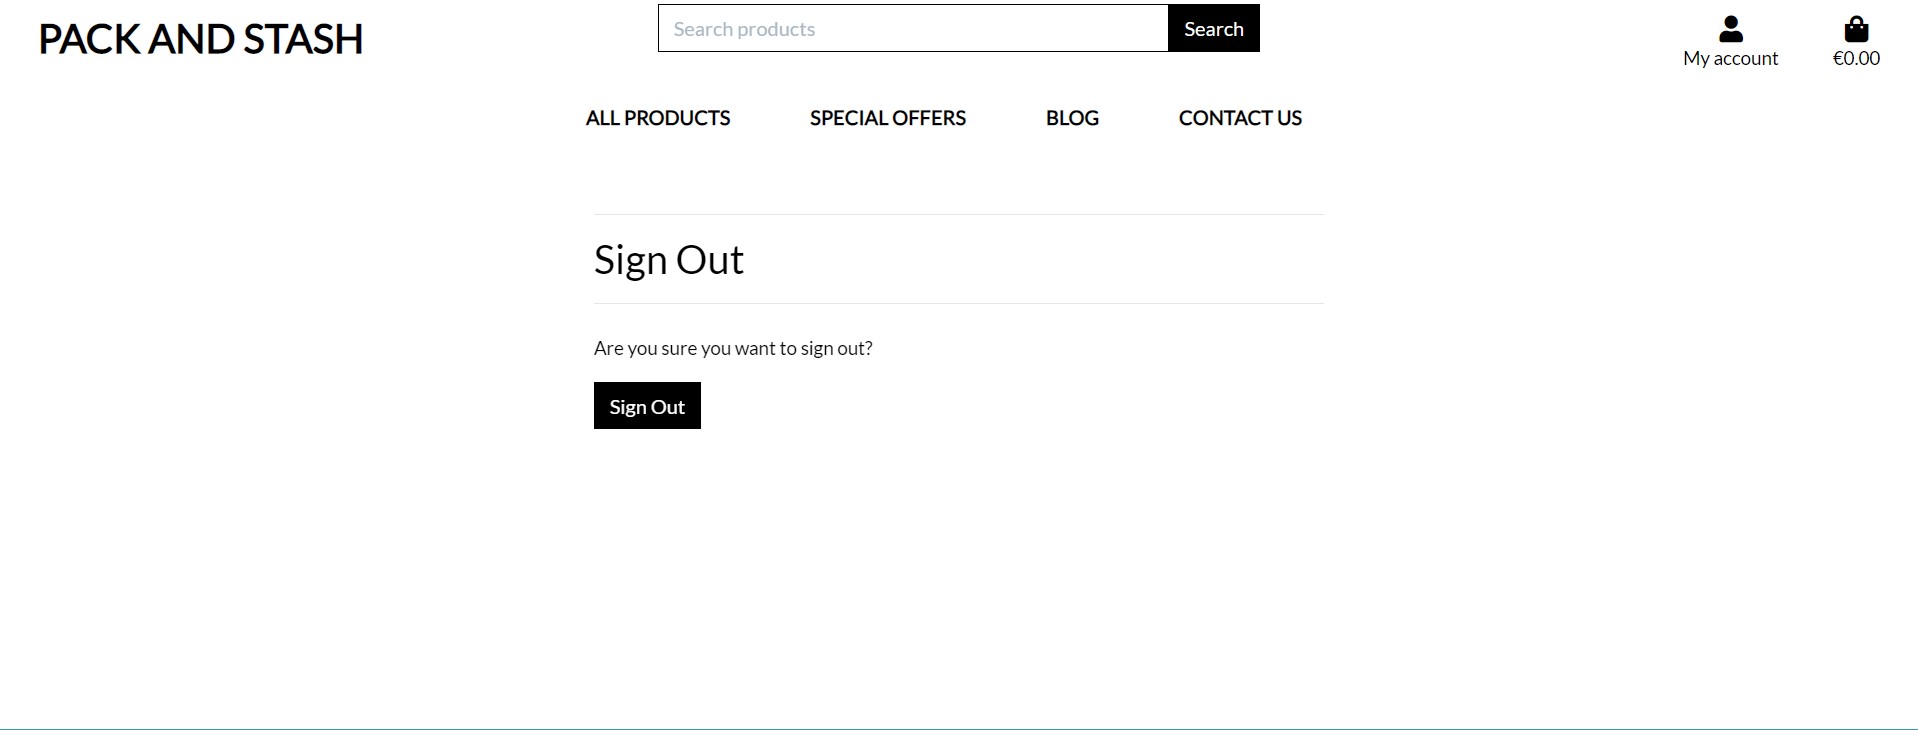 PACK AND STASH
Search products
Search
My account
€0.00
ALL PRODUCTS
SPECIAL OFFERS
BLOG
CONTACT US
Sign Out
Are you sure you want to sign out?
Sign Out